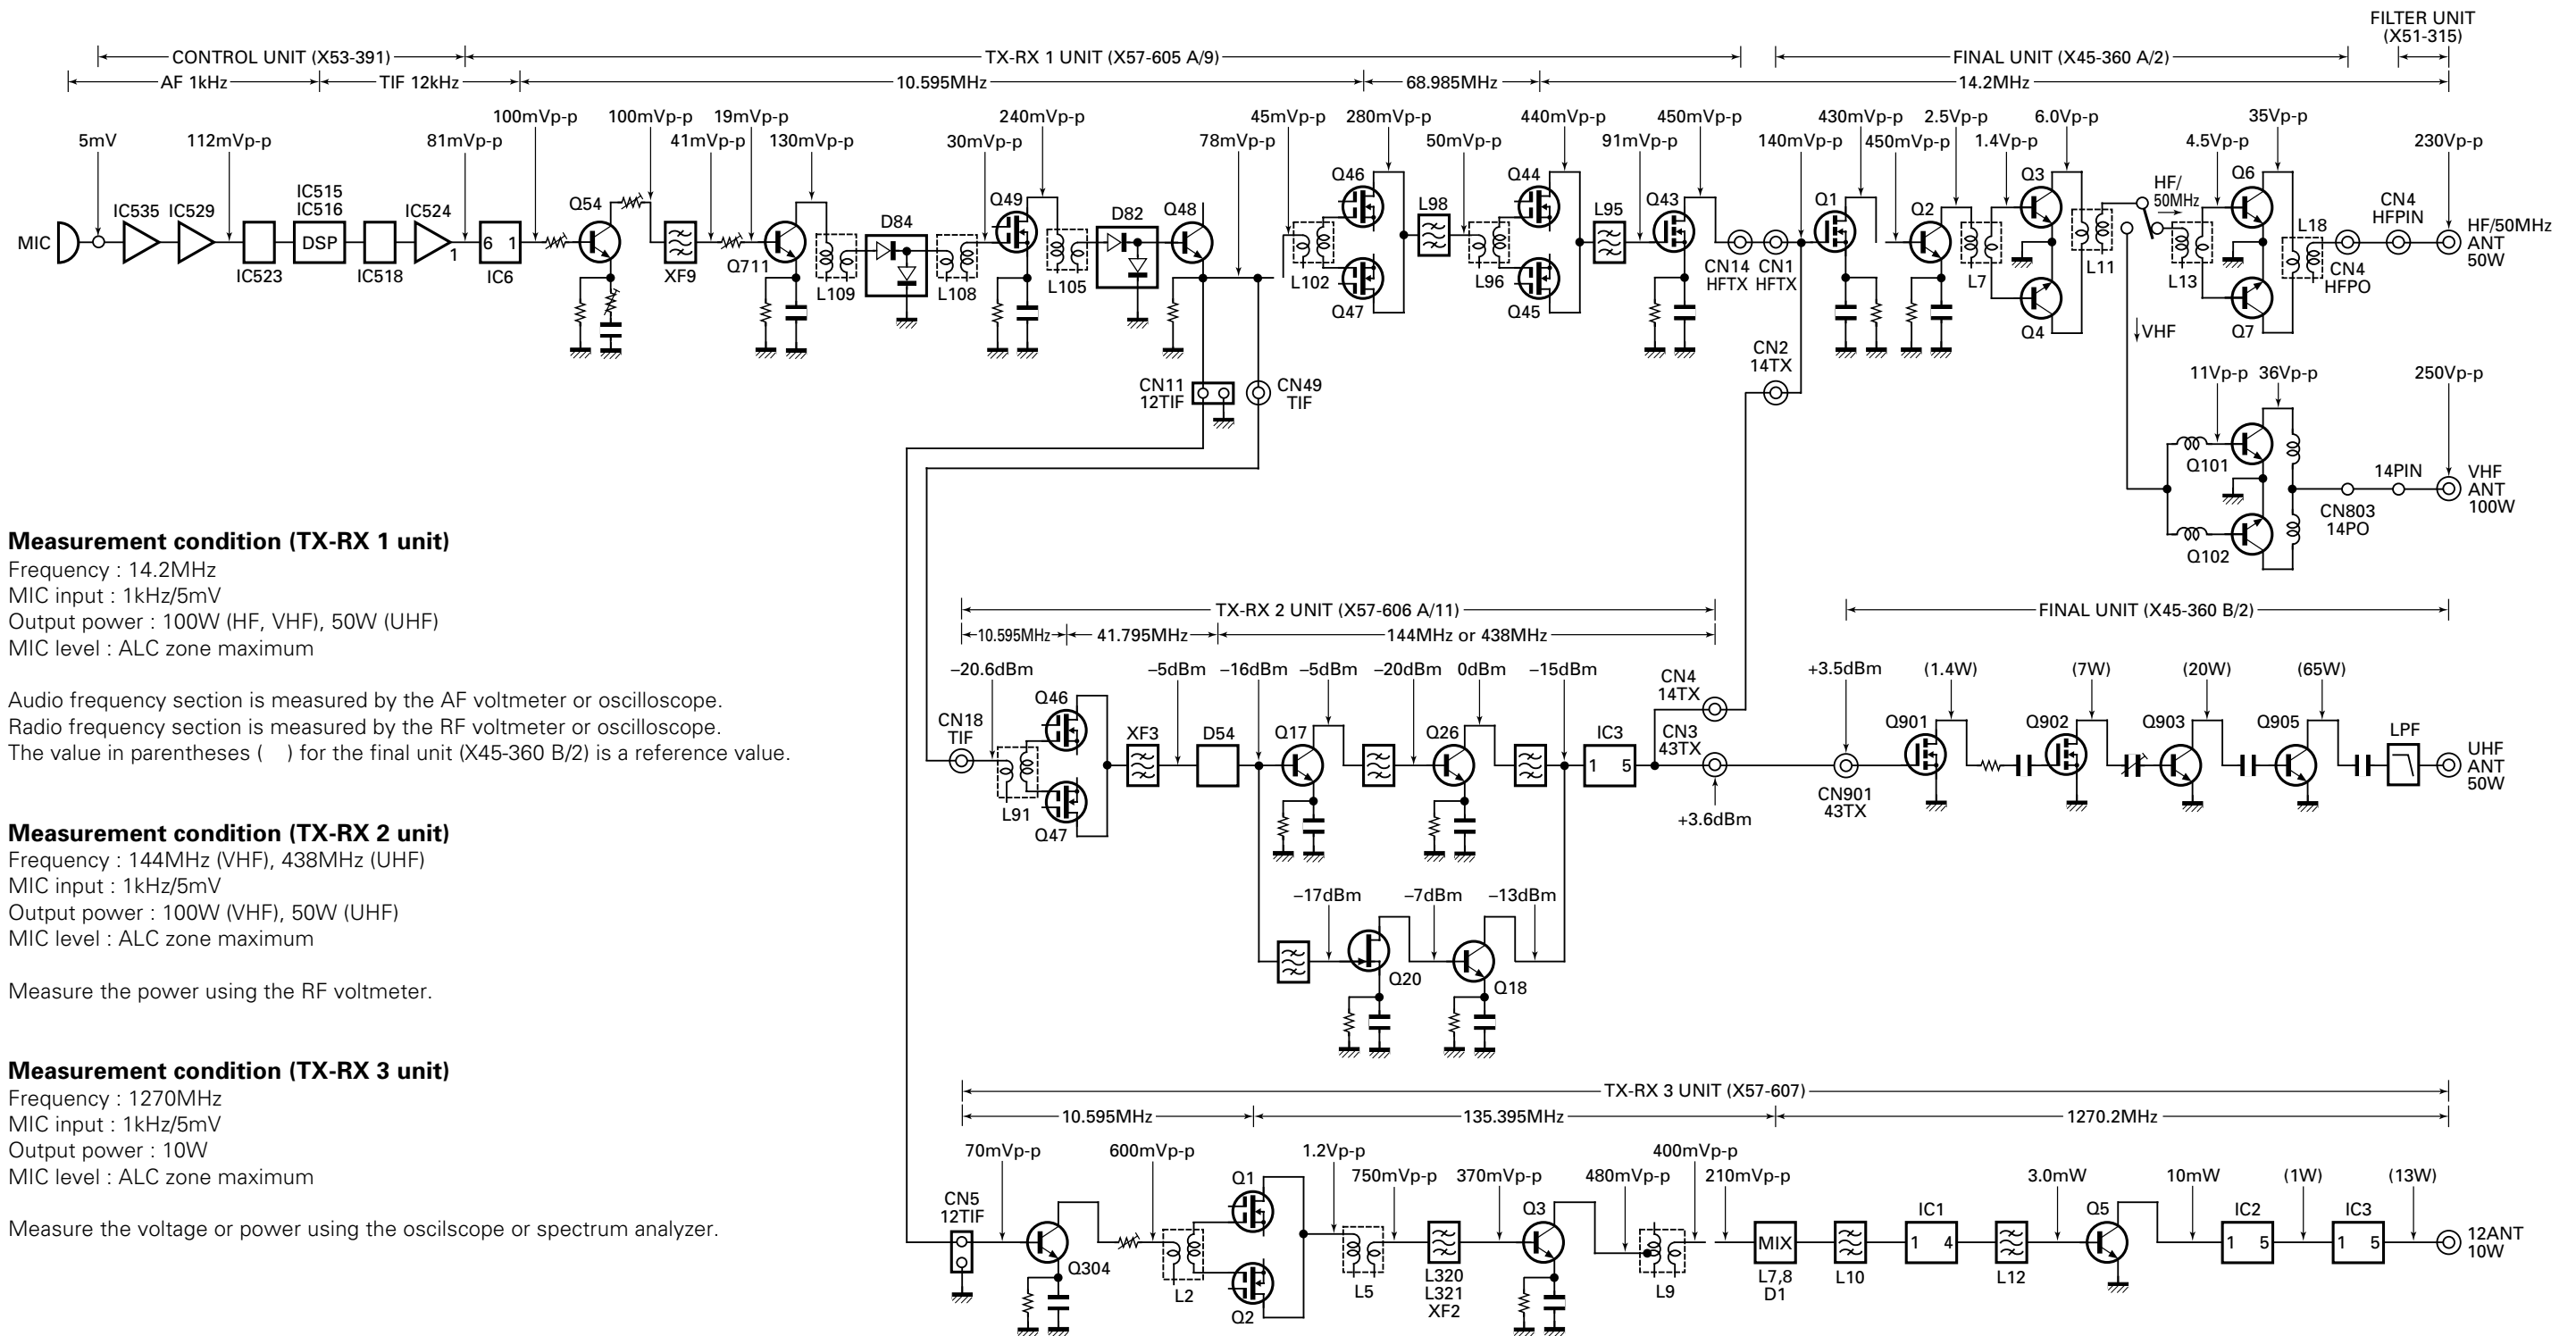 FILTER UNIT
(X51-315)
CONTROL UNIT (X53-391)
TX-RX 1 UNIT (X57-605 A/9)
FINAL UNIT (X45-360 A/2)
AF 1kHz
TIF 12kHz
10.595MHz
68.985MHz
14.2MHz
100mVp-p
100mVp-p
19mVp-p
240mVp-p
45mVp-p
280mVp-p
440mVp-p
450mVp-p
430mVp-p
2.5Vp-p
6.0Vp-p
35Vp-p
5mV
112mVp-p
81mVp-p
41mVp-p
130mVp-p
30mVp-p
78mVp-p
50mVp-p
91mVp-p
140mVp-p
450mVp-p
1.4Vp-p
4.5Vp-p
230Vp-p
MIC
IC535
IC529
IC523
IC515
IC516
DSP
IC518
IC524
1
6 1
IC6
Q54
XF9
Q711
L109
D84
L108
Q49
L105
D82
Q48
L102
Q46
Q47
L98
L96
Q44
Q45
L95
Q43
CN14
HFTX
CN1
HFTX
Q1
Q2
L7
Q3
Q4
L11
HF/
50MHz
VHF
L13
Q6
Q7
L18
CN4
HFPO
CN4
HFPIN
HF/50MHz
ANT
50W
CN11
12TIF
CN49
TIF
CN2
14TX
11Vp-p
36Vp-p
250Vp-p
Q101
Q102
CN803
14PO
14PIN
VHF
ANT
100W
Measurement condition (TX-RX 1 unit)
Frequency : 14.2MHz
MIC input : 1kHz/5mV
Output power : 100W (HF, VHF), 50W (UHF)
MIC level : ALC zone maximum
Audio frequency section is measured by the AF voltmeter or oscilloscope.
Radio frequency section is measured by the RF voltmeter or oscilloscope.
The value in parentheses ( ) for the final unit (X45-360 B/2) is a reference value.
TX-RX 2 UNIT (X57-606 A/11)
FINAL UNIT (X45-360 B/2)
10.595MHz
41.795MHz
144MHz or 438MHz
–20.6dBm
–5dBm
–16dBm
–5dBm
–20dBm
0dBm
–15dBm
+3.5dBm
(1.4W)
(7W)
(20W)
(65W)
CN18
TIF
L91
Q46
Q47
XF3
D54
Q17
Q26
IC3
1 5
CN4
14TX
CN3
43TX
+3.6dBm
CN901
43TX
Q901
Q902
Q903
Q905
LPF
UHF
ANT
50W
–17dBm
–7dBm
–13dBm
Q20
Q18
Measurement condition (TX-RX 2 unit)
Frequency : 144MHz (VHF), 438MHz (UHF)
MIC input : 1kHz/5mV
Output power : 100W (VHF), 50W (UHF)
MIC level : ALC zone maximum
Measure the power using the RF voltmeter.
Measurement condition (TX-RX 3 unit)
Frequency : 1270MHz
MIC input : 1kHz/5mV
Output power : 10W
MIC level : ALC zone maximum
Measure the voltage or power using the oscilscope or spectrum analyzer.
TX-RX 3 UNIT (X57-607)
10.595MHz
135.395MHz
1270.2MHz
70mVp-p
600mVp-p
1.2Vp-p
750mVp-p
370mVp-p
480mVp-p
400mVp-p
210mVp-p
3.0mW
10mW
(1W)
(13W)
CN5
12TIF
Q304
L2
Q1
Q2
L5
L320
L321
XF2
Q3
L9
MIX
L7,8
D1
L10
IC1
1 4
L12
Q5
IC2
1 5
IC3
1 5
12ANT
10W